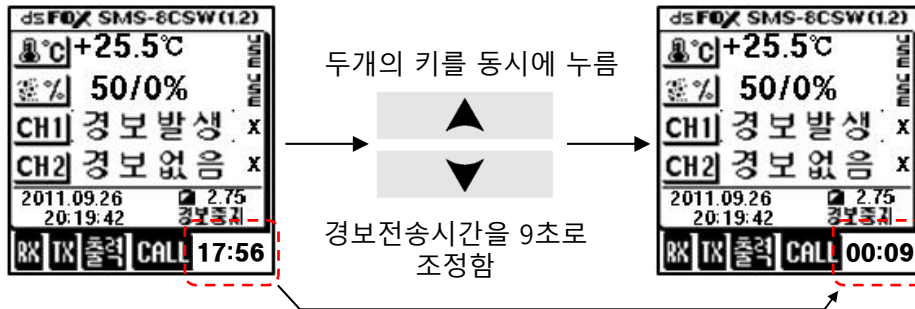 dsFOX SMS-8CSW(1.2)
℃ +25.5℃ USE
% 50/0% USE
CH1 경보발생 X
CH2 경보없음 X
2011.09.26 2.75
20:19:42 경보중지
RX TX 출력 CALL 17:56
두개의 키를 동시에 누름
경보전송시간을 9초로
조정함
dsFOX SMS-8CSW(1.2)
℃ +25.5℃ USE
% 50/0% USE
CH1 경보발생 X
CH2 경보없음 X
2011.09.26 2.75
20:19:42 경보중지
RX TX 출력 CALL 00:09